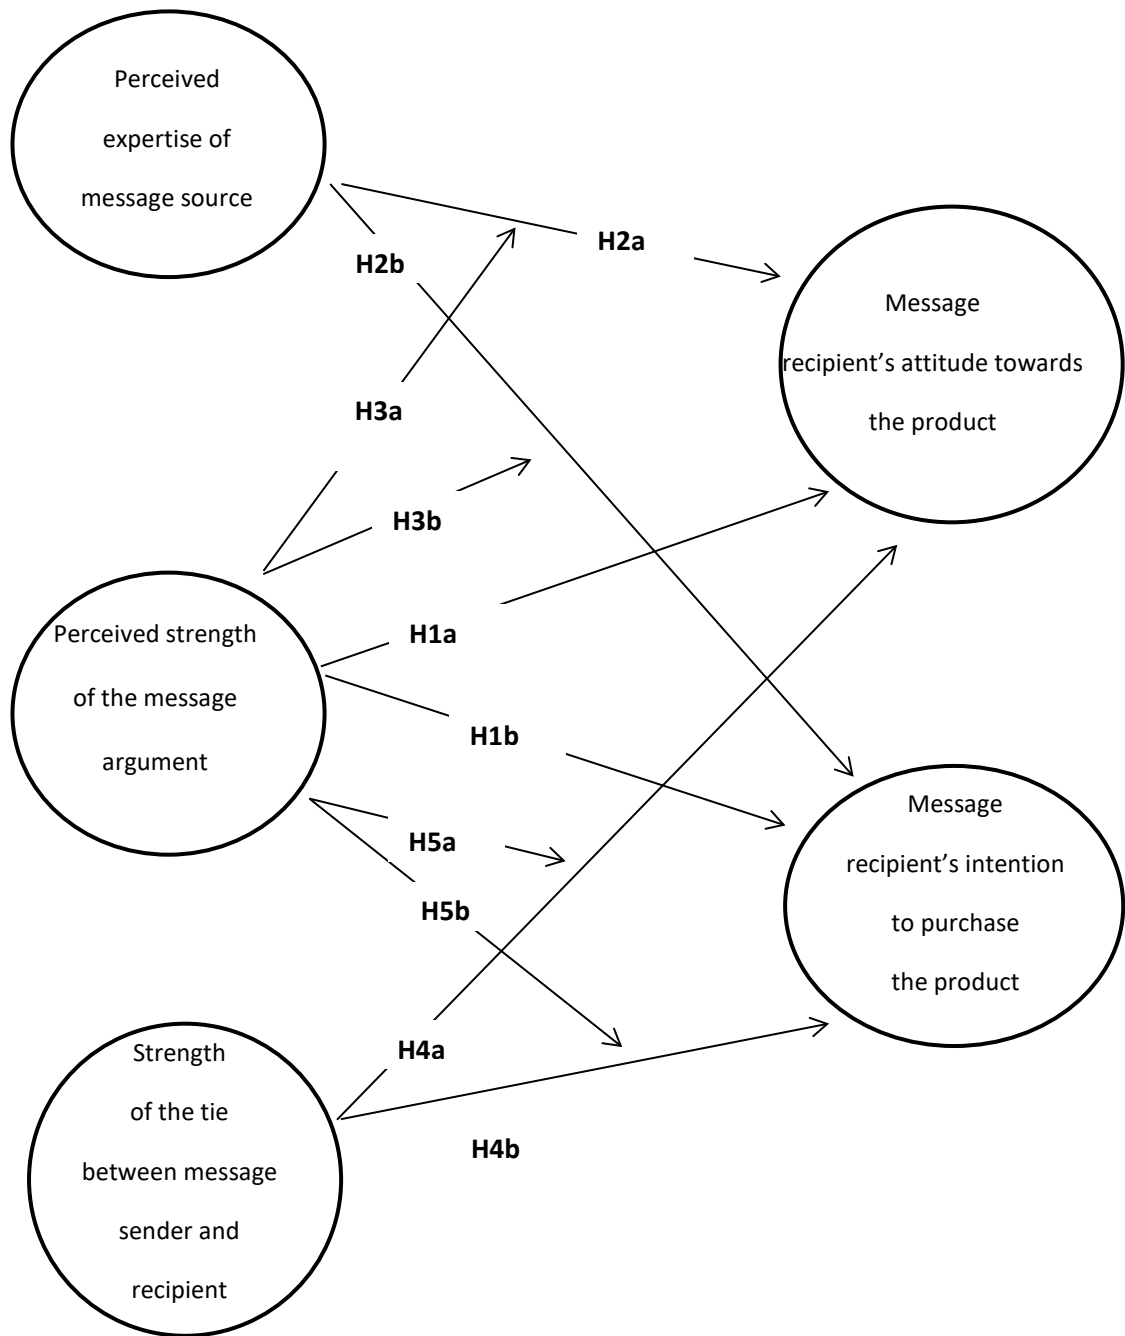 Perceived
expertise of
message source
H2a
H2b
Message
recipient’s attitude towards
the product
H3a
H3b
Perceived strength
of the message
argument
H1a
H1b
H5a
H5b
Message
recipient’s intention
to purchase
the product
Strength
of the tie
between message
sender and
recipient
H4a
H4b